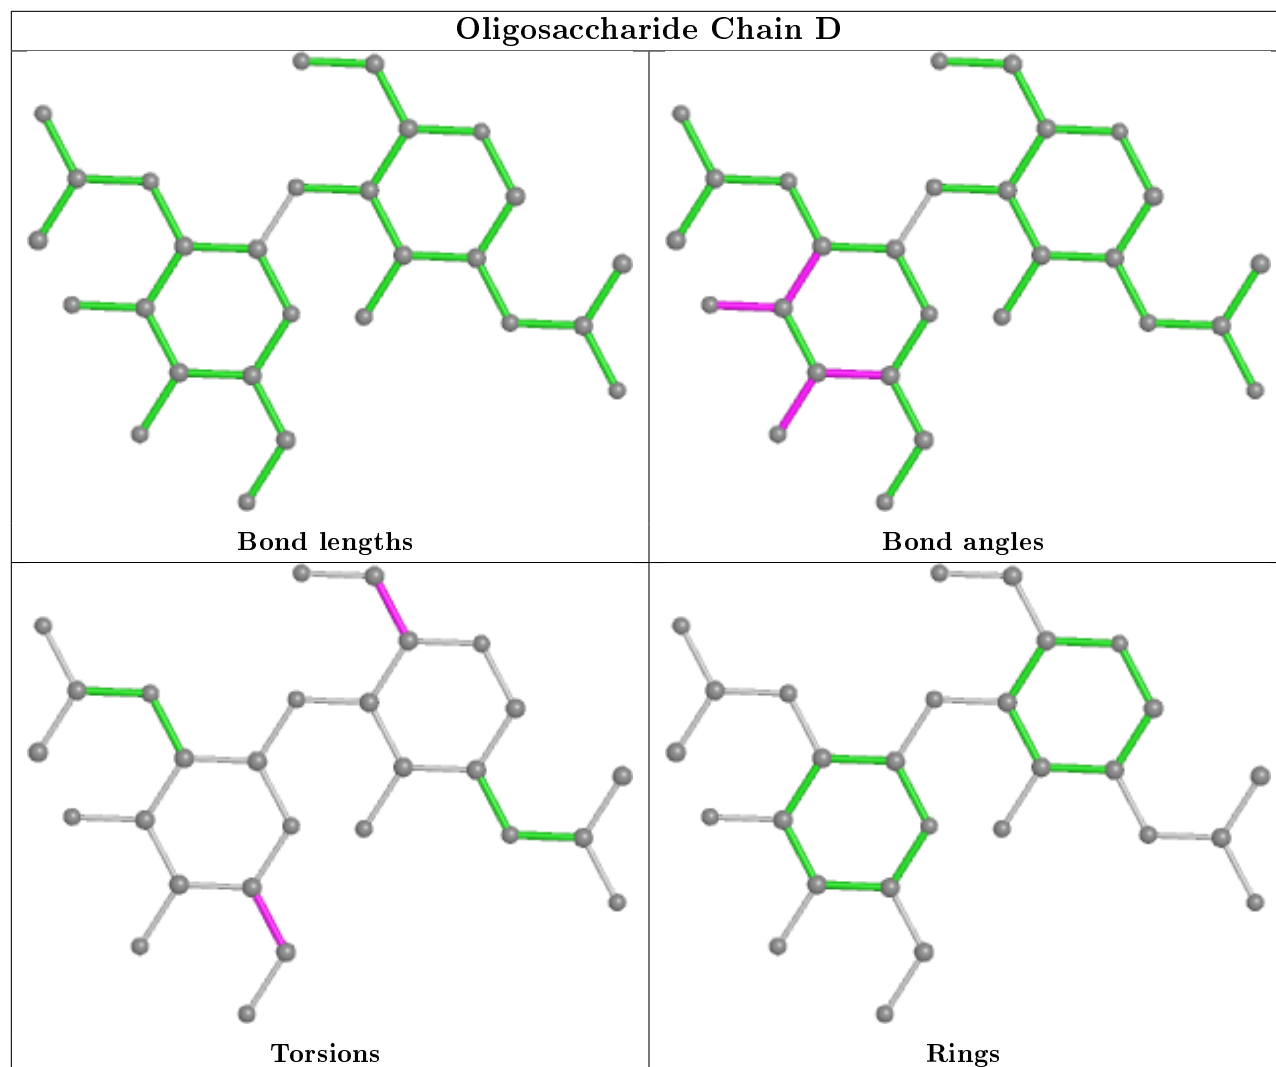 Oligosaccharide Chain D
Bond lengths
Bond angles
Torsions
Rings